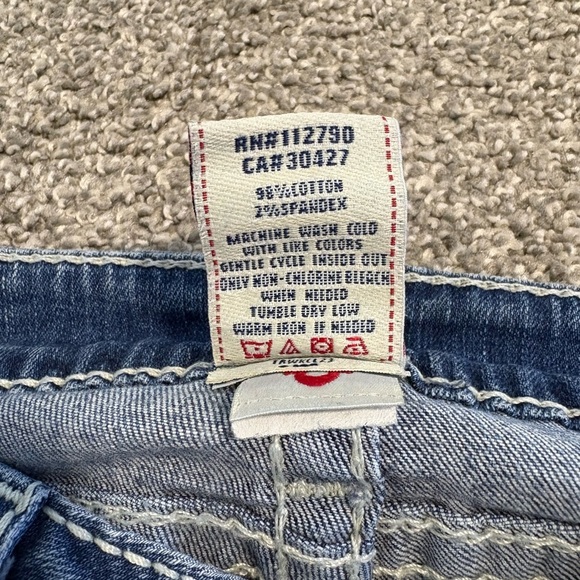 RN#112790
CA#30427
98%COTTON
2%SPANDEX
MACHINE WASH COLD
WITH LIKE COLORS
GENTLE CYCLE INSIDE OUT
ONLY NON-CHLORINE BLEACH
WHEN NEEDED
TUMBLE DRY LOW
WARM IRON IF NEEDED